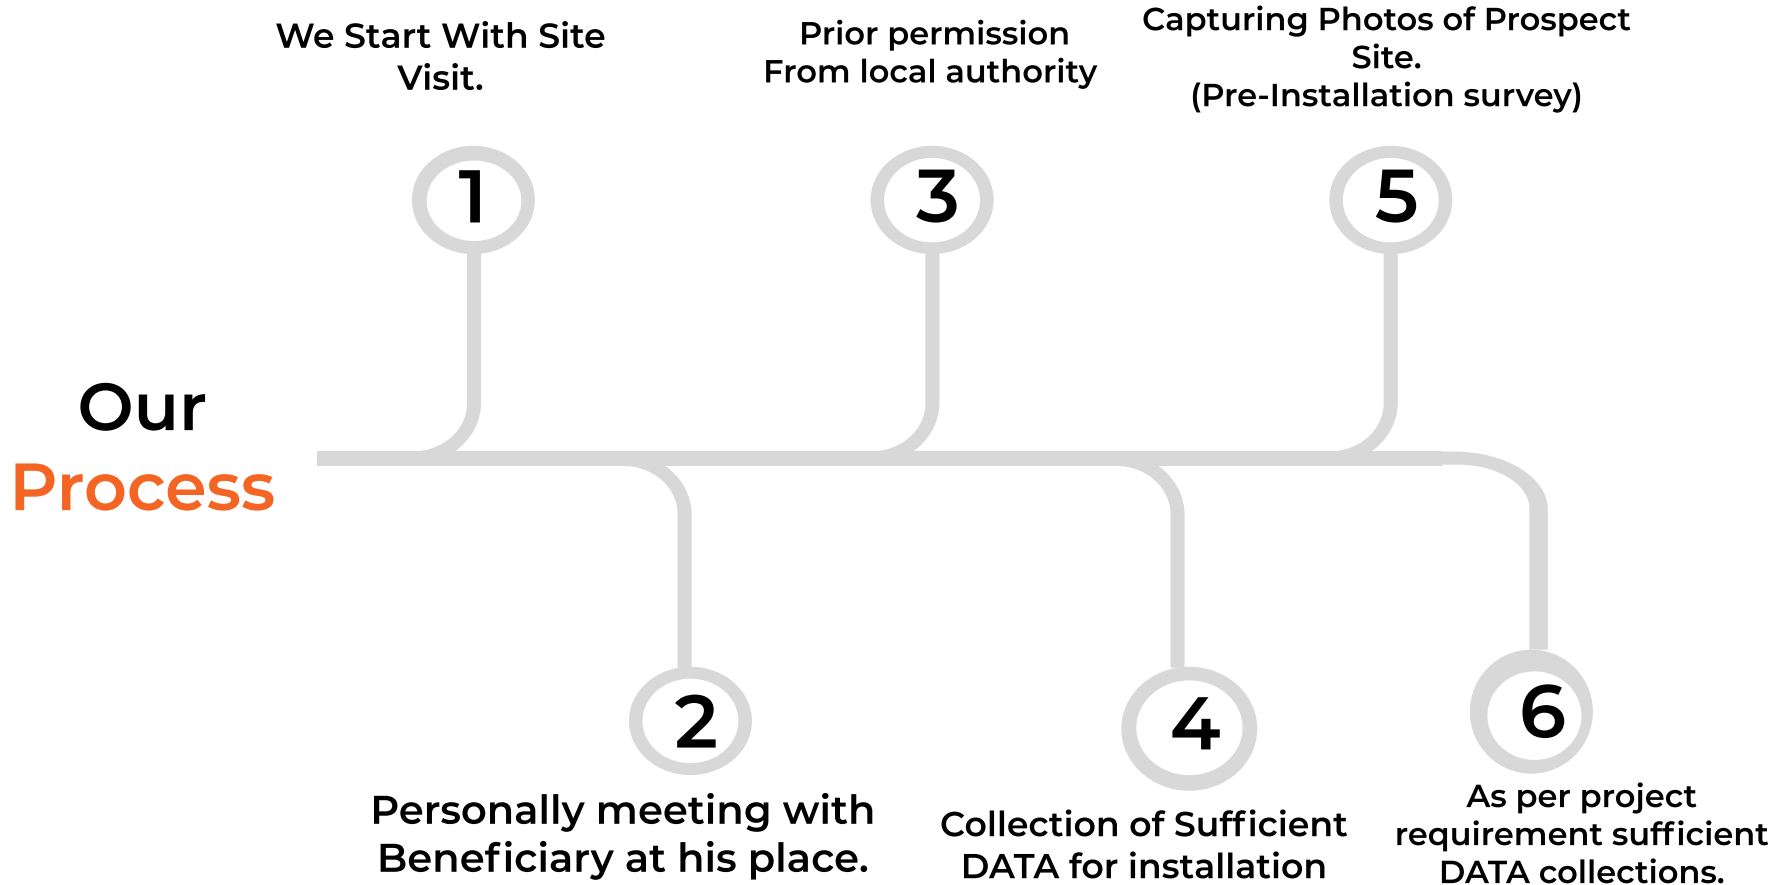 Our
Process
We Start With Site
Visit.
1
2
Personally meeting with
Beneficiary at his place.
Prior permission
From local authority
3
4
Collection of Sufficient
DATA for installation
Capturing Photos of Prospect
Site.
(Pre-Installation survey)
5
6
As per project
requirement sufficient
DATA collections.